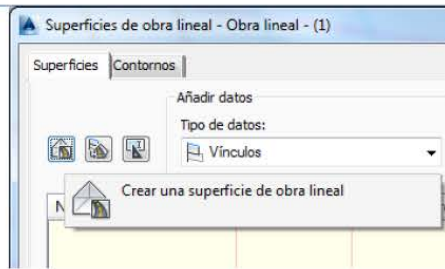 Superficies de obra lineal - Obra lineal - (1)
Superficies Contornos
Añadir datos
Tipo de datos:
Vínculos
Crear una superficie de obra lineal
N